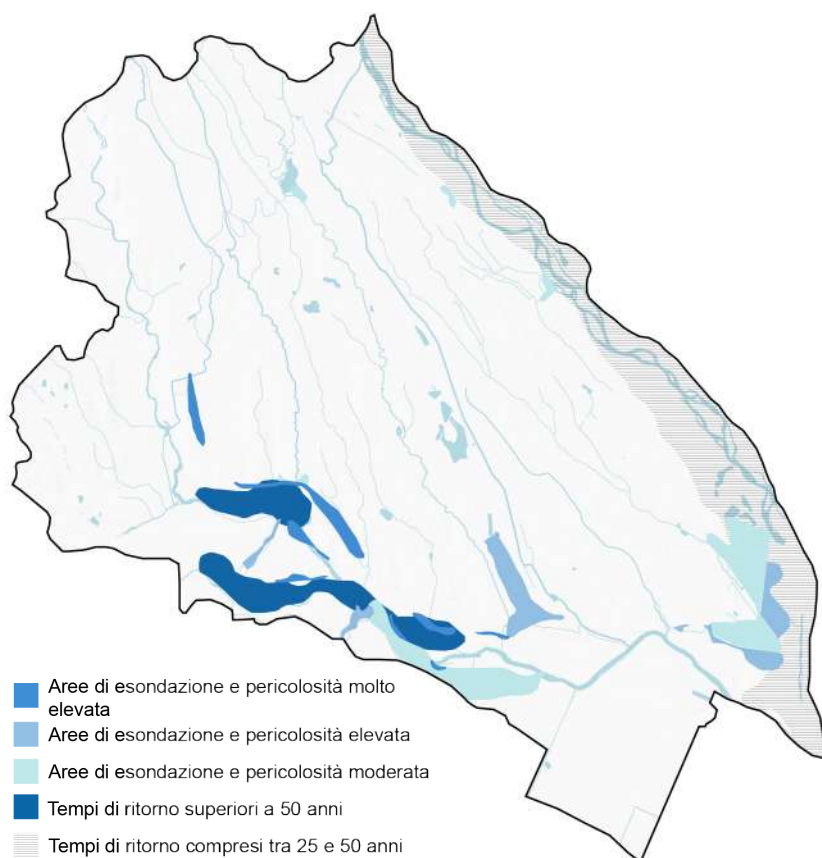 Aree di esondazione e pericolosità molto
elevata
Aree di esondazione e pericolosità elevata
Aree di esondazione e pericolosità moderata
Tempi di ritorno superiori a 50 anni
Tempi di ritorno compresi tra 25 e 50 anni